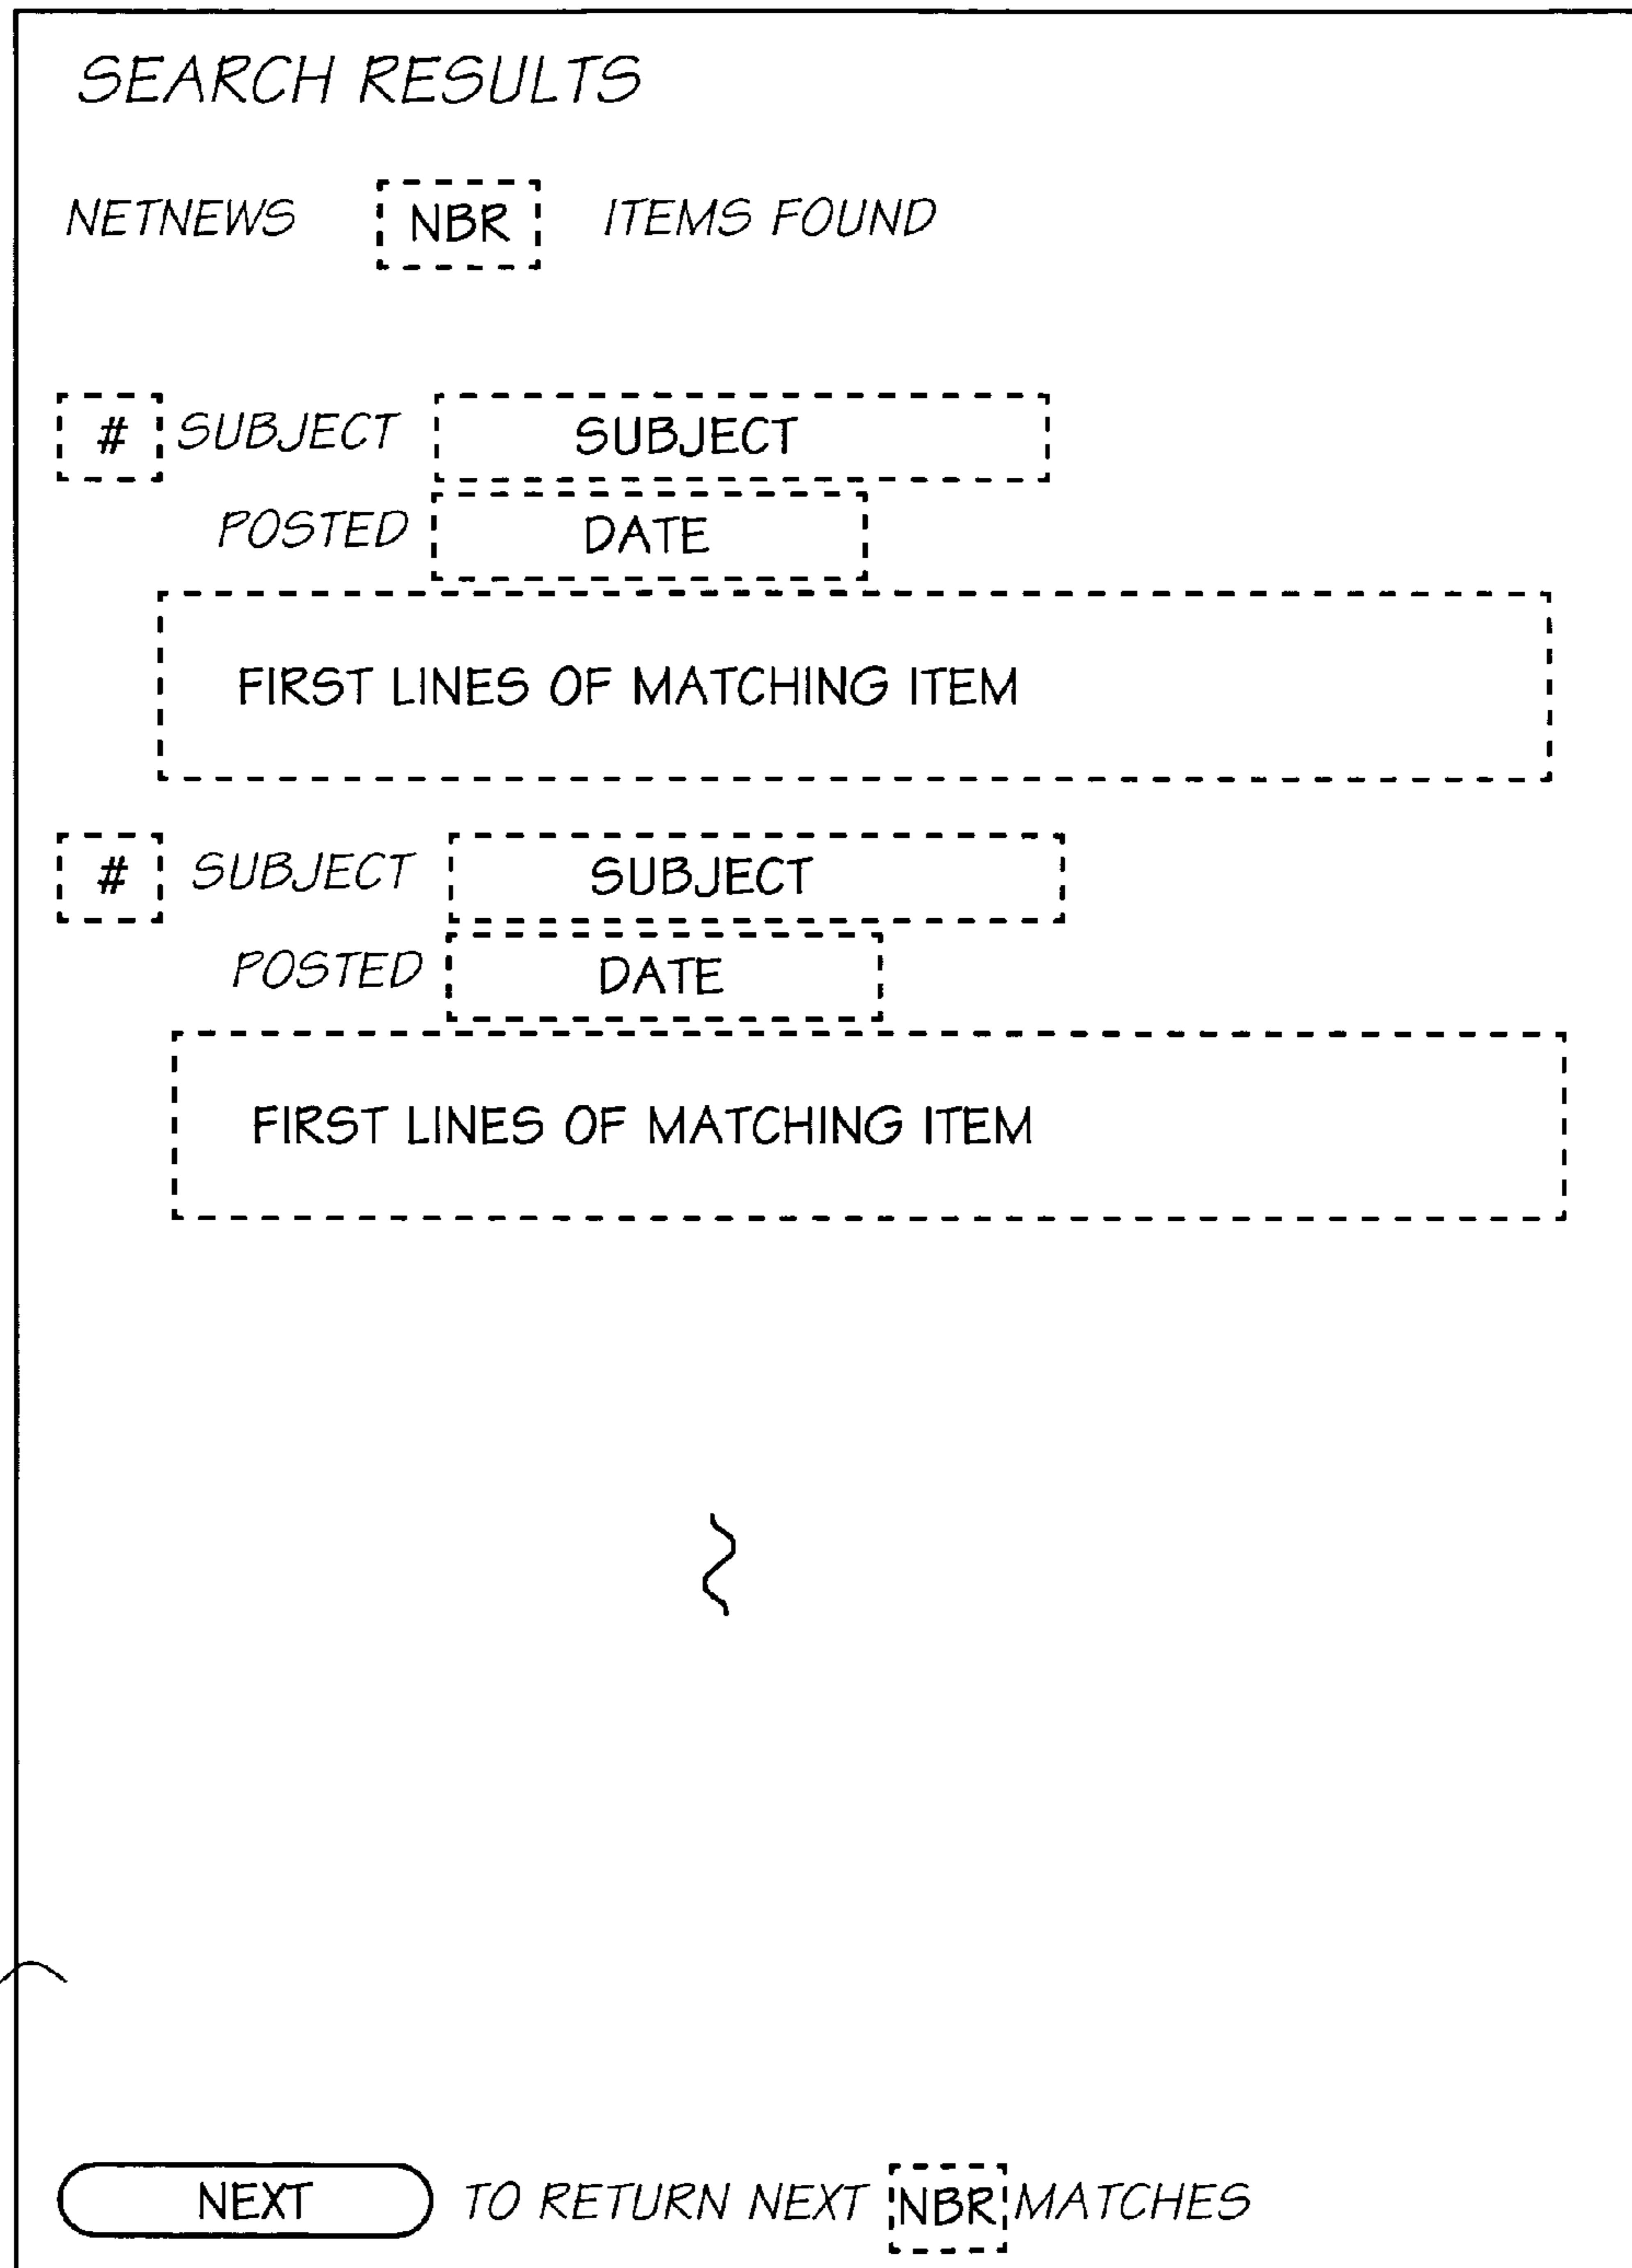 SEARCH RESULTS
NETNEWS NBR ITEMS FOUND
# SUBJECT SUBJECT
POSTED DATE
FIRST LINES OF MATCHING ITEM
# SUBJECT SUBJECT
POSTED DATE
FIRST LINES OF MATCHING ITEM
NEXT TO RETURN NEXT NBR MATCHES